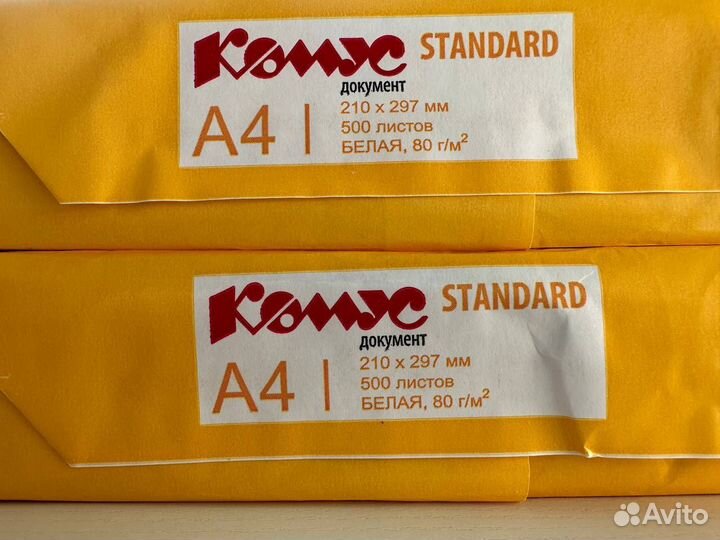 Комус STANDARD
документ
A4 | 210 x 297 мм
500 листов
БЕЛАЯ, 80 г/м²
Комус STANDARD
документ
A4 | 210 x 297 мм
500 листов
БЕЛАЯ, 80 г/м²
Avito